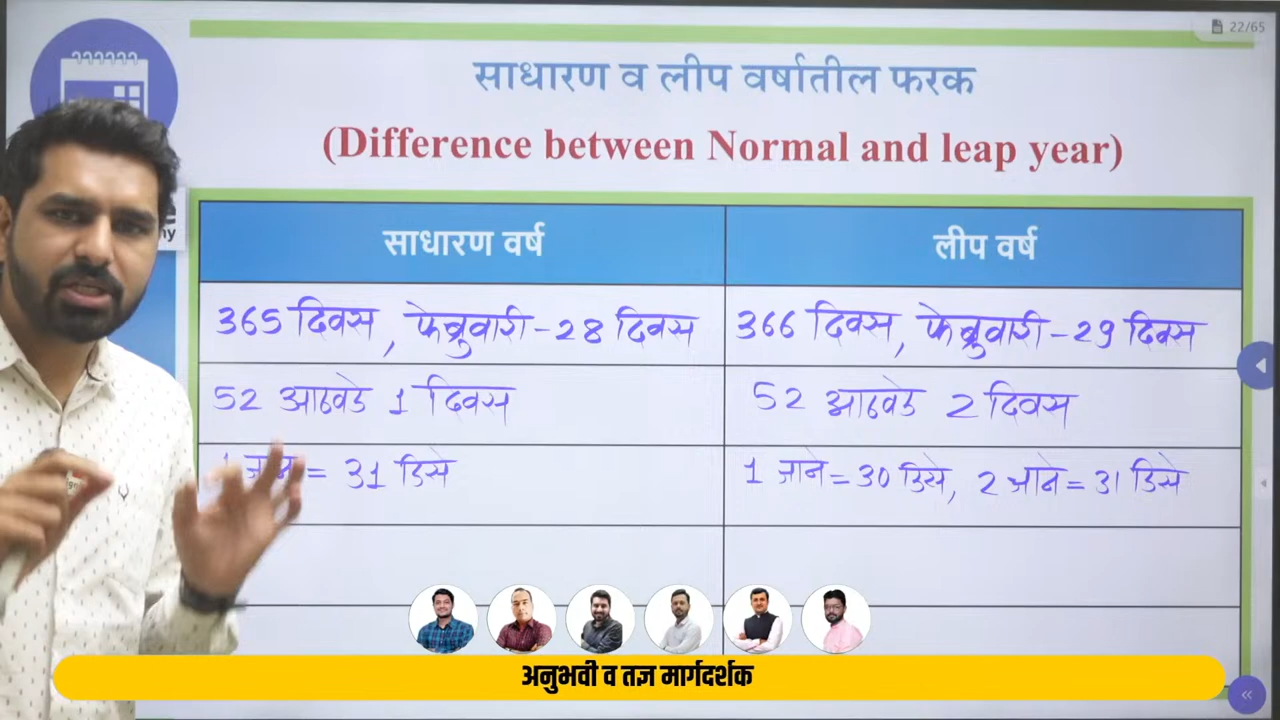 22/65
साधारण व लीप वर्षातील फरक
(Difference between Normal and leap year)
साधारण वर्ष
लीप वर्ष
365 दिवस, फेब्रुवारी - 28 दिवस
366 दिवस, फेब्रुवारी - 29 दिवस
52 आठवडे 1 दिवस
52 आठवडे 2 दिवस
1 जाने = 31 डिसे
1 जाने = 30 डिसे, 2 जाने = 31 डिसे
अनुभवी व तज्ञ मार्गदर्शक